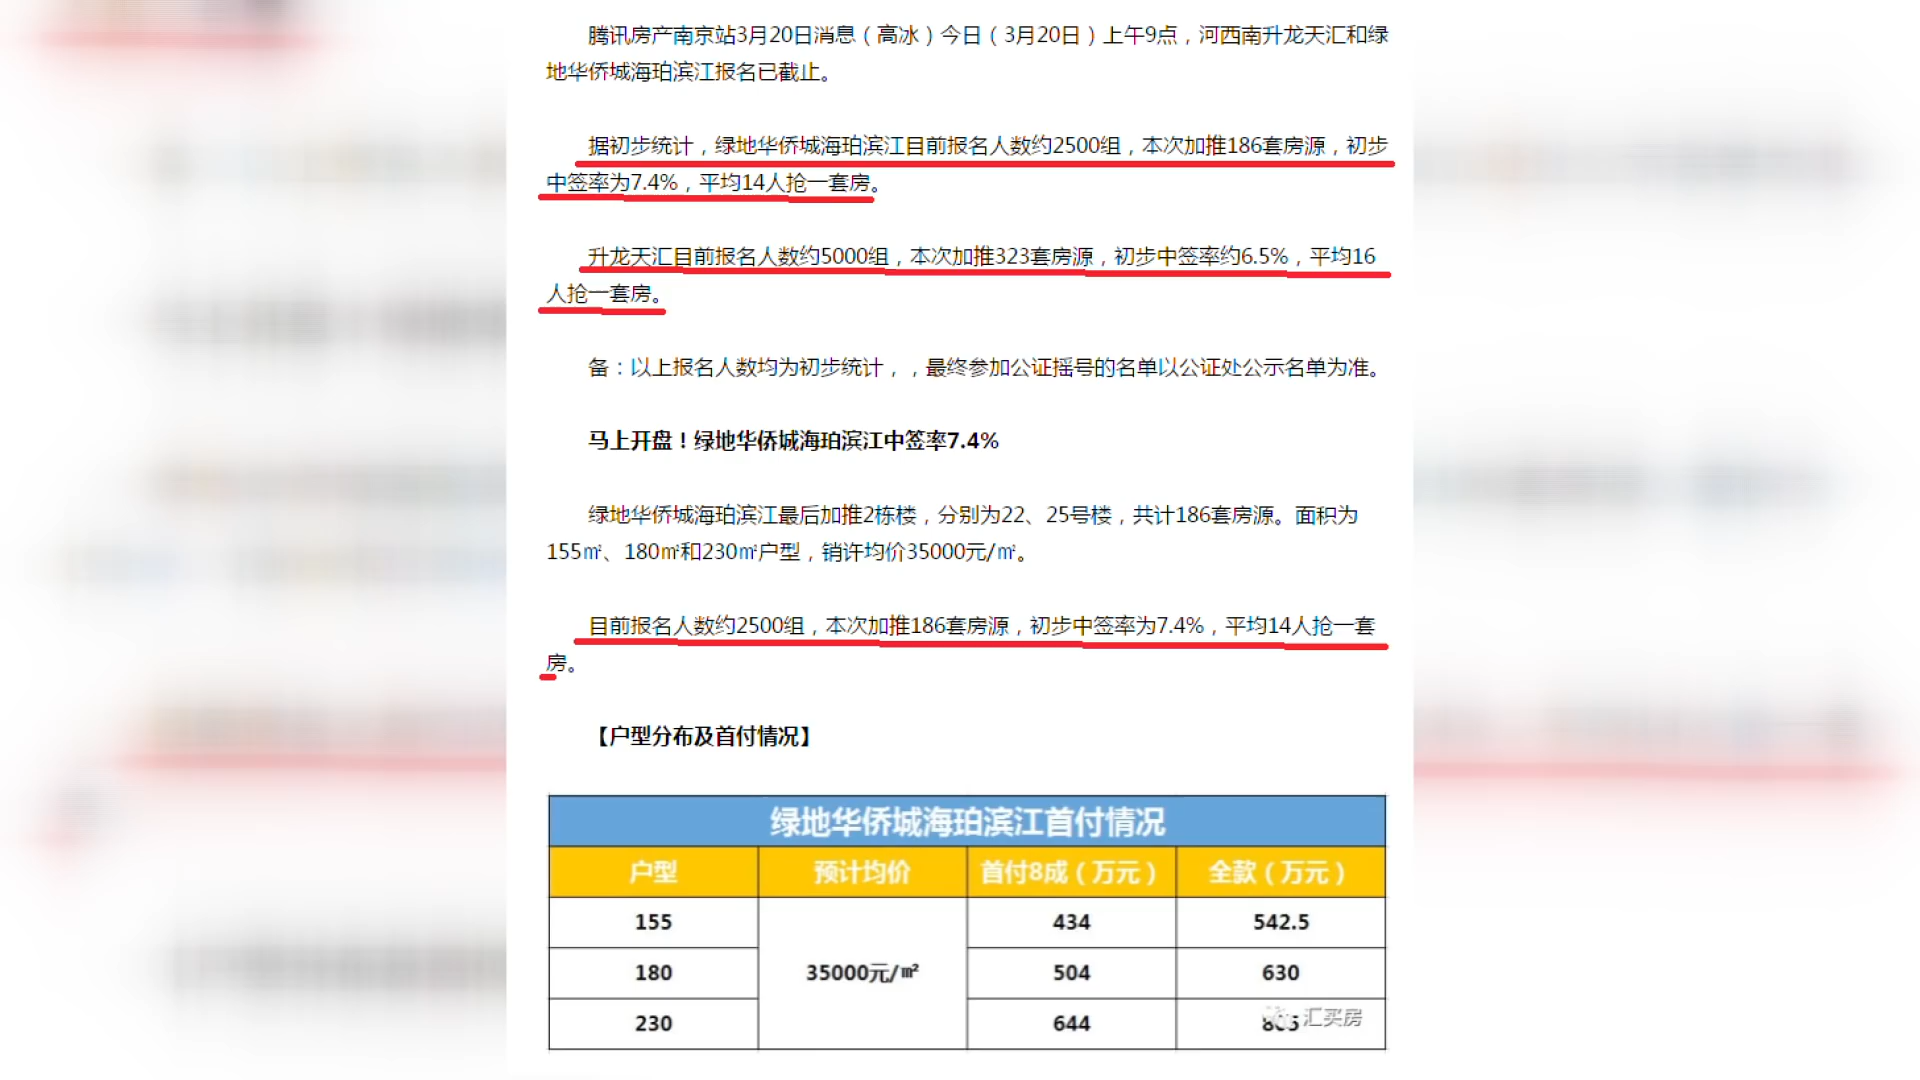 腾讯房产南京站3月20日消息（高冰）今日（3月20日）上午9点，河西南升龙天汇和绿
地华侨城海珀滨江报名已截止。
据初步统计，绿地华侨城海珀滨江目前报名人数约2500组，本次加推186套房源，初步
中签率为7.4%，平均14人抢一套房。
升龙天汇目前报名人数约5000组，本次加推323套房源，初步中签率约6.5%，平均16
人抢一套房。
备：以上报名人数均为初步统计，，最终参加公证摇号的名单以公证处公示名单为准。
马上开盘！绿地华侨城海珀滨江中签率7.4%
绿地华侨城海珀滨江最后加推2栋楼，分别为22、25号楼，共计186套房源。面积为
155㎡、180㎡和230㎡户型，销许均价35000元/㎡。
目前报名人数约2500组，本次加推186套房源，初步中签率为7.4%，平均14人抢一套
房。
【户型分布及首付情况】
绿地华侨城海珀滨江首付情况
户型 预计均价 首付8成（万元） 全款（万元）
155 434 542.5
180 35000元/㎡ 504 630
230 644
汇买房